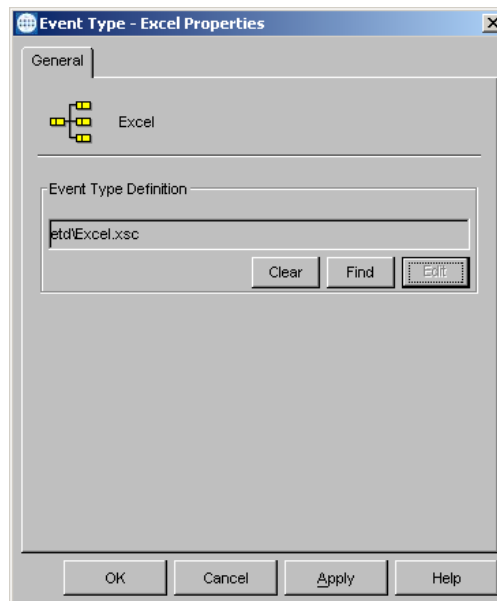 Event Type - Excel Properties
General
Excel
Event Type Definition
etd\Excel.xsc
Clear Find Edit
OK Cancel Apply Help